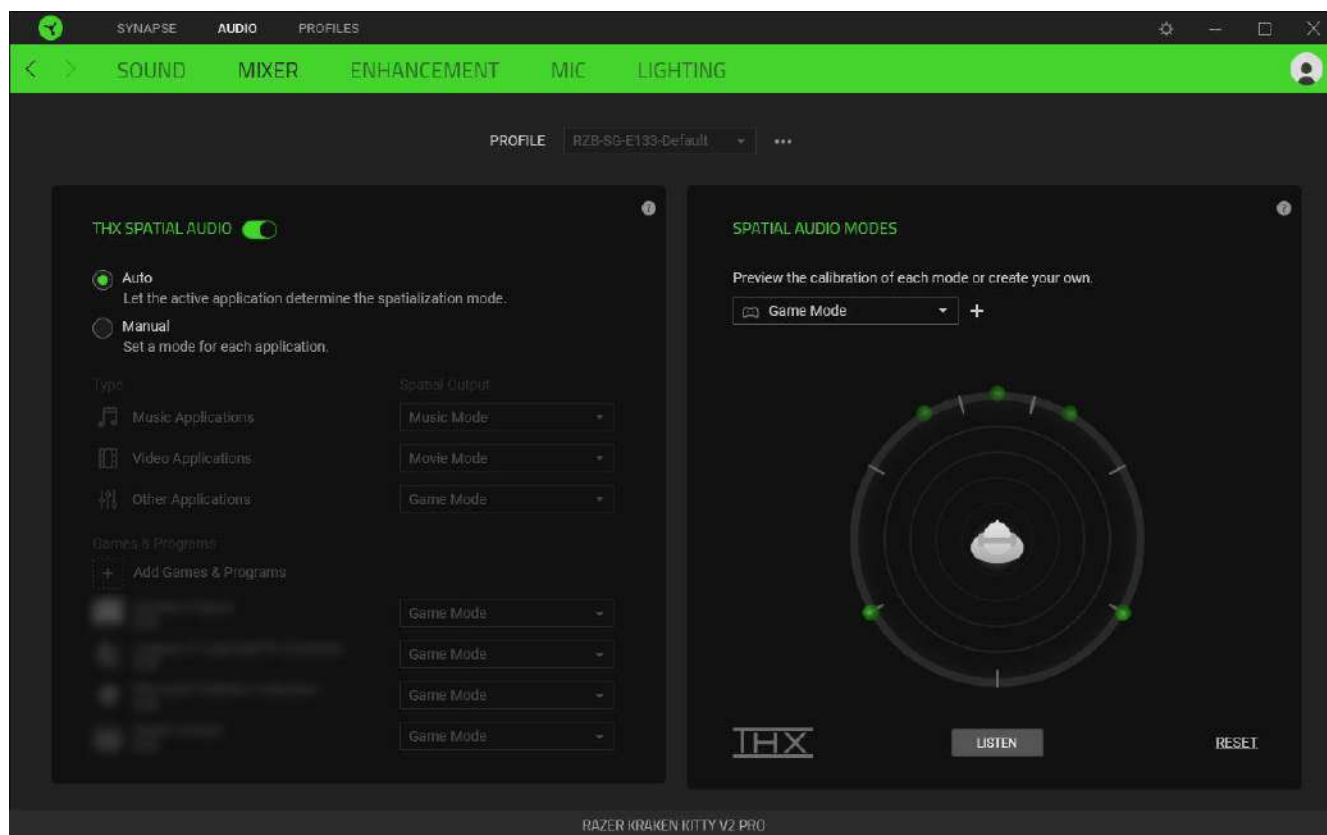 SYNAPSE AUDIO PROFILES
SOUND MIXER ENHANCEMENT MIC LIGHTING
PROFILE RZB-SG-E133-Default
THX SPATIAL AUDIO
Auto
Let the active application determine the spatialization mode.
Manual
Set a mode for each application.
Type Spatial Output
Music Applications Music Mode
Video Applications Movie Mode
Other Applications Game Mode
Games & Programs
Add Games & Programs
Game Mode
Game Mode
Game Mode
Game Mode
SPATIAL AUDIO MODES
Preview the calibration of each mode or create your own.
Game Mode
THX LISTEN RESET
RAZER KRAKEN KITTY V2 PRO